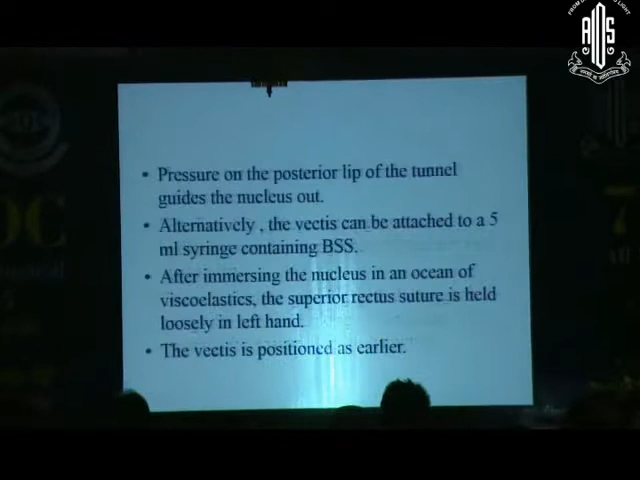 AIOS
• Pressure on the posterior lip of the tunnel
guides the nucleus out.
• Alternatively , the vectis can be attached to a 5
ml syringe containing BSS.
• After immersing the nucleus in an ocean of
viscoelastics, the superior rectus suture is held
loosely in left hand.
• The vectis is positioned as earlier.